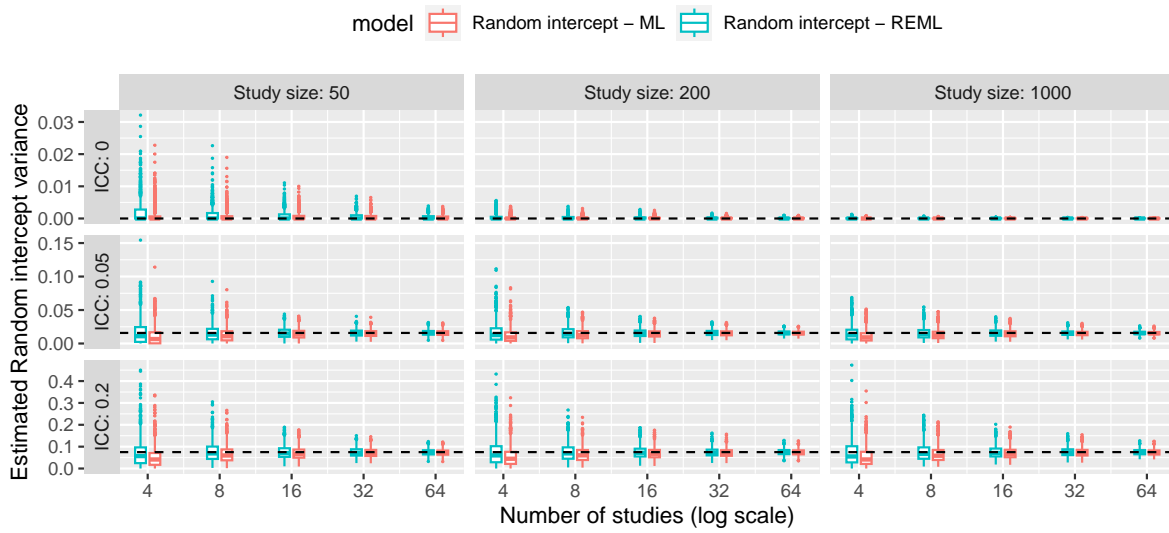 model Random intercept − ML Random intercept − REML
Study size: 50 Study size: 200 Study size: 1000
Estimated Random intercept variance
ICC: 0
0.03
0.02
0.01
0.00
ICC: 0.05
0.15
0.10
0.05
0.00
ICC: 0.2
0.4
0.3
0.2
0.1
0.0
4 8 16 32 64 4 8 16 32 64 4 8 16 32 64
Number of studies (log scale)